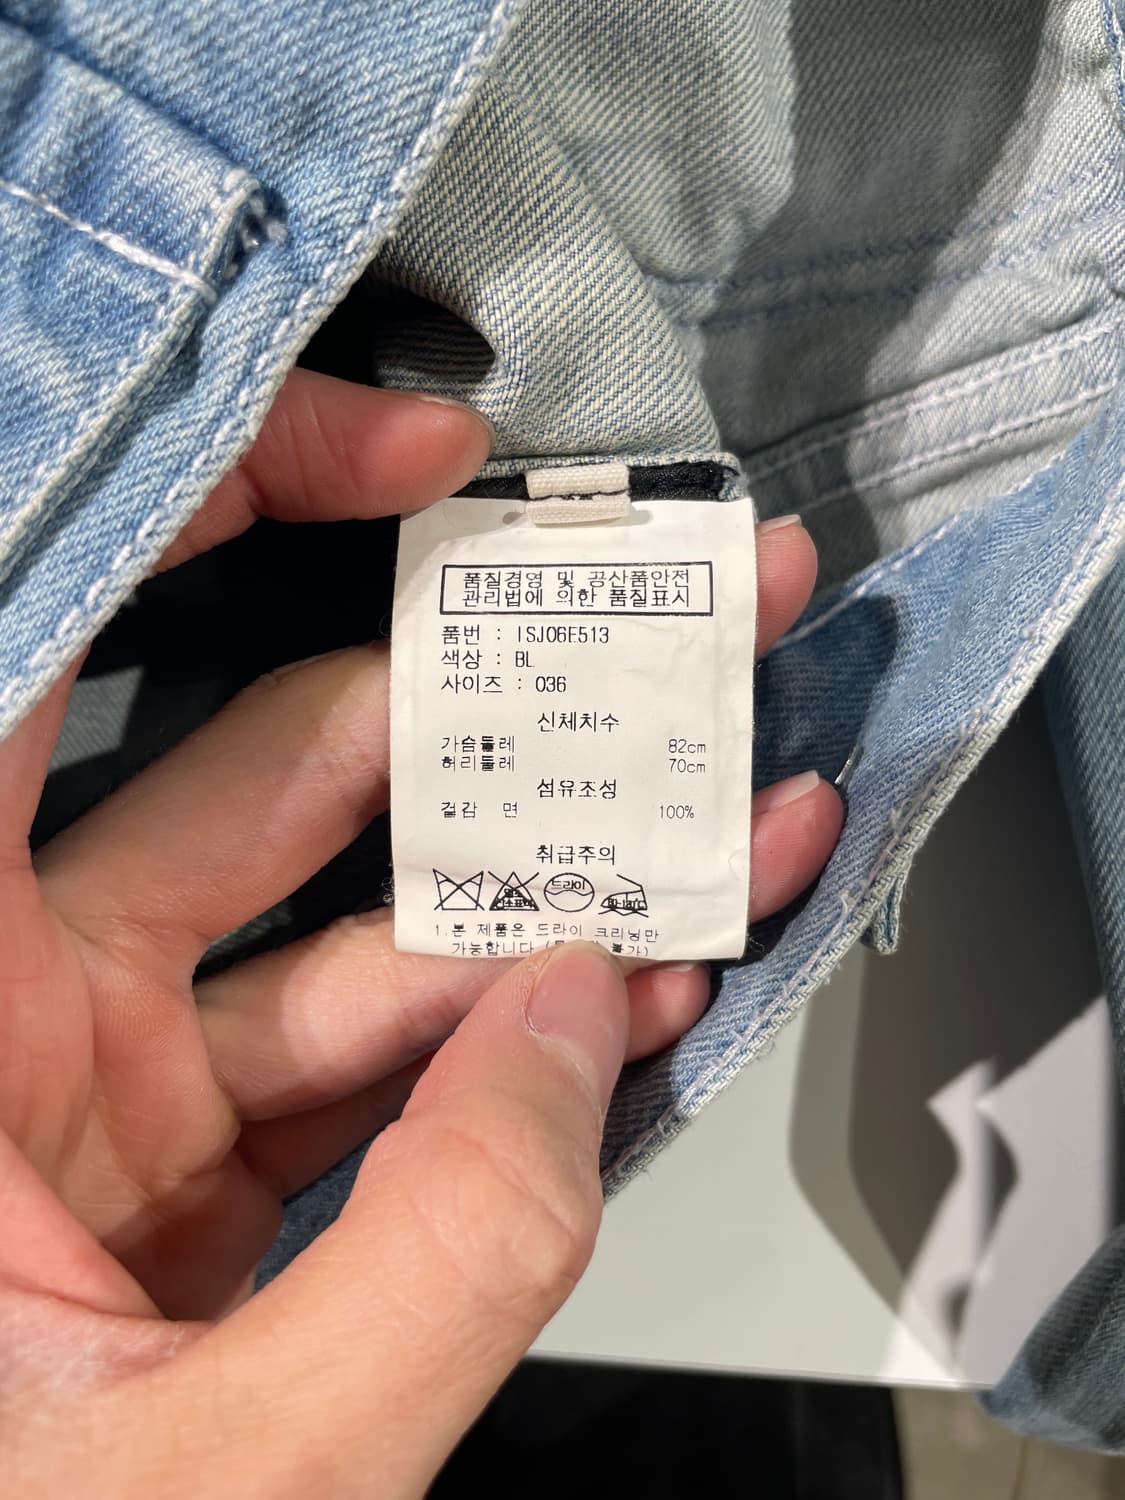 품질경영 및 공산품안전
관리법에 의한 품질표시
품번 : ISJ06E513
색상 : BL
사이즈 : 036
신체치수
가슴둘레 82cm
허리둘레 70cm
섬유조성
겉감 면 100%
취급주의
드라이
1.본 제품은 드라이 크리닝만
가능합니다 불가)